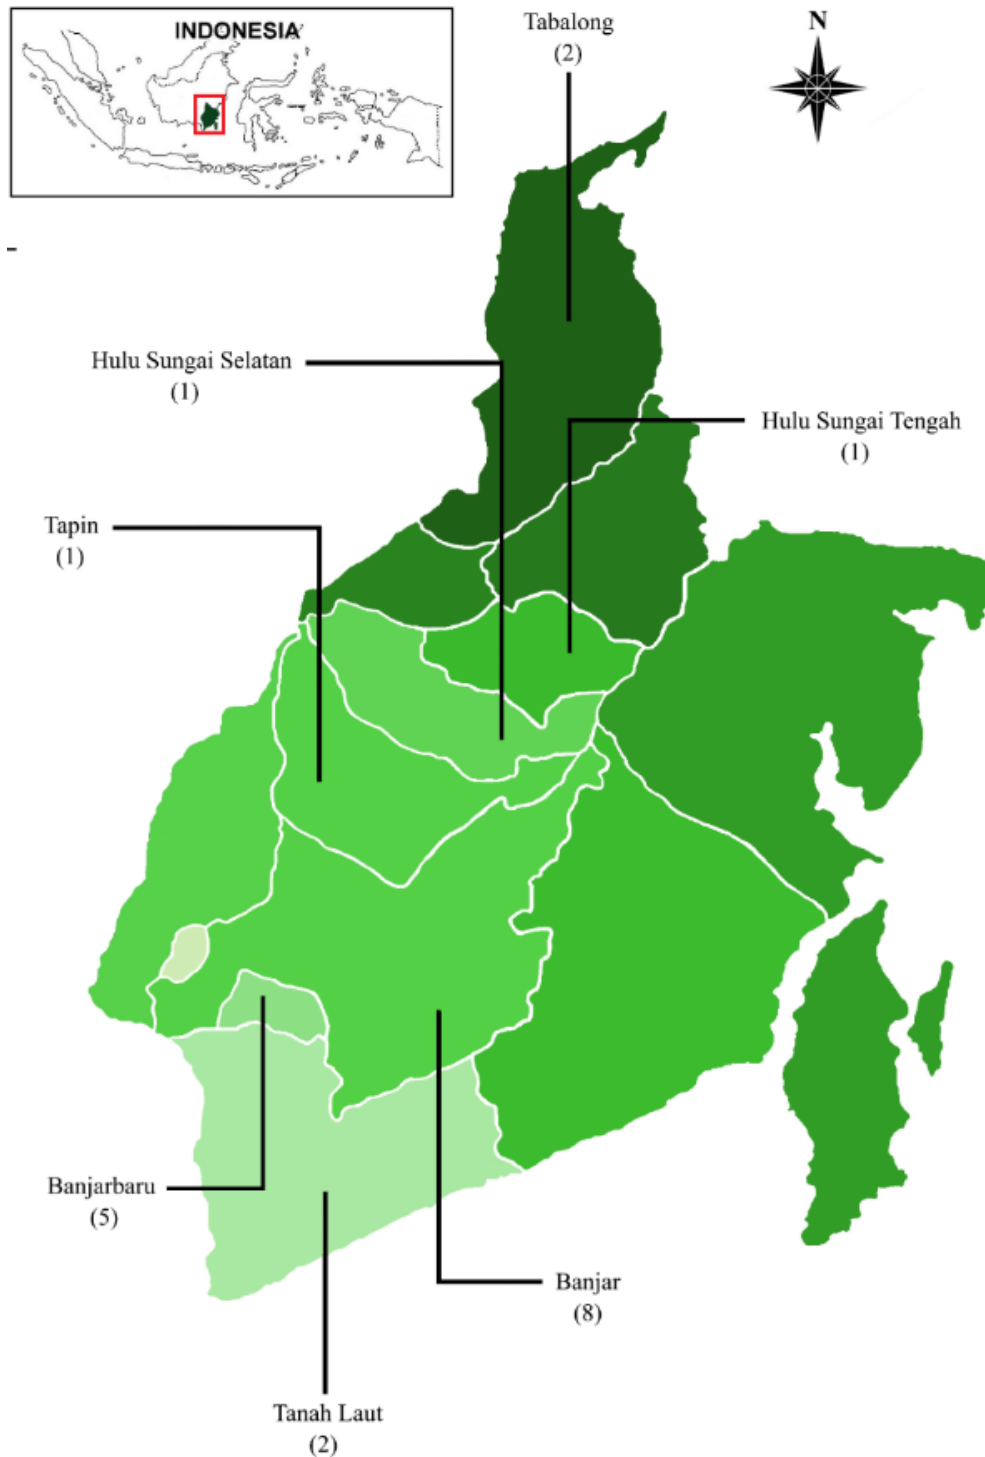 INDONESIA
Tabalong
(2)
N
Hulu Sungai Selatan
(1)
Hulu Sungai Tengah
(1)
Tapin
(1)
Banjarbaru
(5)
Banjar
(8)
Tanah Laut
(2)